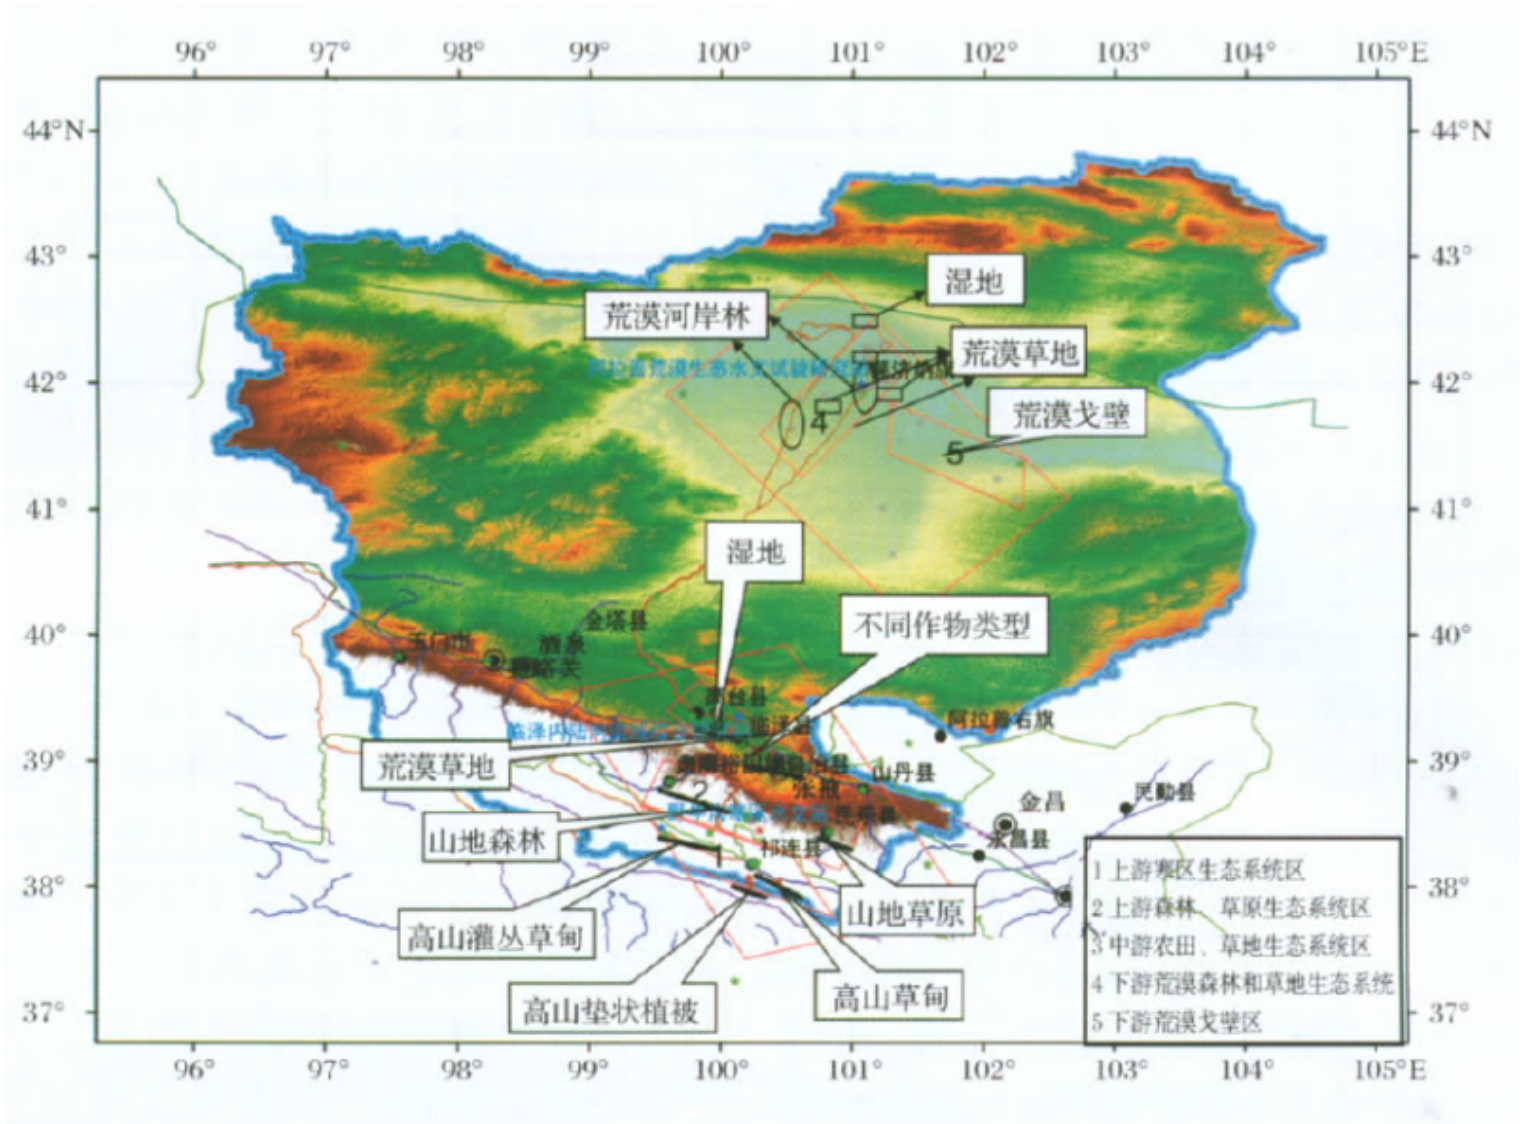 96° 97° 98° 99° 100° 101° 102° 103° 104° 105°E
44°N 44°N
43° 43°
湿地
荒漠河岸林
荒漠草地
42° 42°
荒漠戈壁
4
5
41° 41°
湿地
不同作物类型
金塔县
40° 40°
玉门市
酒泉
高台县
阿拉善右旗
临泽县
39° 39°
荒漠草地
山丹县
张掖
2
民勤县
金昌
山地森林
永昌县
祁连县
1
38° 38°
山地草原
高山灌丛草甸
高山垫状植被
高山草甸
37° 37°
1 上游寒区生态系统区
2 上游森林、草原生态系统区
3 中游农田、草地生态系统区
4 下游荒漠森林和草地生态系统
5 下游荒漠戈壁区
96° 97° 98° 99° 100° 101° 102° 103° 104° 105°E